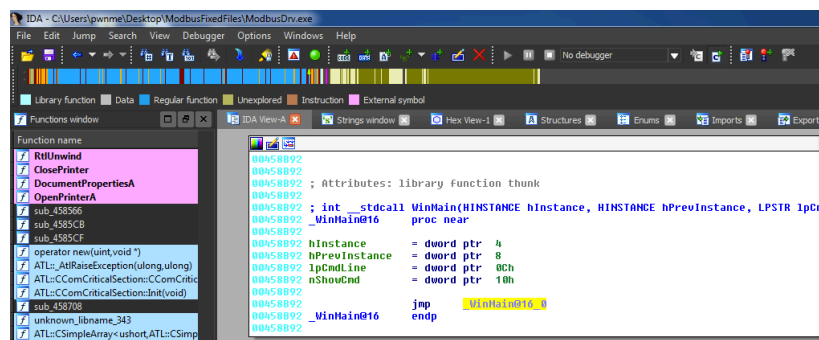 IDA - C:\Users\pwnme\Desktop\ModbusFixedFiles\ModbusDrv.exe
File Edit Jump Search View Debugger Options Windows Help
No debugger
Library function Data Regular function Unexplored Instruction External symbol
Functions window
IDA View-A Strings window Hex View-1 Structures Enums Imports Export
Function name
RtlUnwind
ClosePrinter
DocumentPropertiesA
OpenPrinterA
sub_458566
sub_4585CB
sub_4585CF
operator new(uint,void *)
ATL::_AtlRaiseException(ulong,ulong)
ATL::CComCriticalSection::CComCritic
ATL::CComCriticalSection::Init(void)
sub_458708
unknown_libname_343
ATL::CSimpleArray<ushort,ATL::CSimp
00458B92
00458B92
00458B92 ; Attributes: library function thunk
00458B92
00458B92 ; int __stdcall WinMain(HINSTANCE hInstance, HINSTANCE hPrevInstance, LPSTR lpC
00458B92 _WinMain@16 proc near
00458B92
00458B92 hInstance = dword ptr 4
00458B92 hPrevInstance = dword ptr 8
00458B92 lpCmdLine = dword ptr 0Ch
00458B92 nShowCmd = dword ptr 10h
00458B92
00458B92 jmp _WinMain@16_0
00458B92 _WinMain@16 endp
00458B92